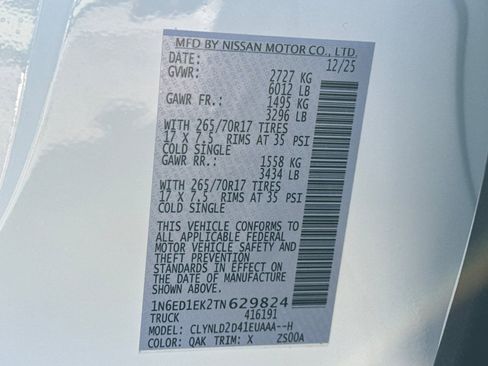 MFD BY NISSAN MOTOR CO., LTD.
DATE: 12/25
GVWR: 2727 KG
6012 LB
GAWR FR.: 1495 KG
3296 LB
WITH 265/70R17 TIRES
17 X 7.5 RIMS AT 35 PSI
COLD SINGLE
GAWR RR.: 1558 KG
3434 LB
WITH 265/70R17 TIRES
17 X 7.5 RIMS AT 35 PSI
COLD SINGLE
THIS VEHICLE CONFORMS TO
ALL APPLICABLE FEDERAL
MOTOR VEHICLE SAFETY AND
THEFT PREVENTION
STANDARDS IN EFFECT ON
THE DATE OF MANUFACTURE
SHOWN ABOVE.
1N6ED1EK2TN629824
TRUCK 416191
MODEL: CLYNLD2D41EUAAA--H
COLOR: QAK TRIM: X ZS00A